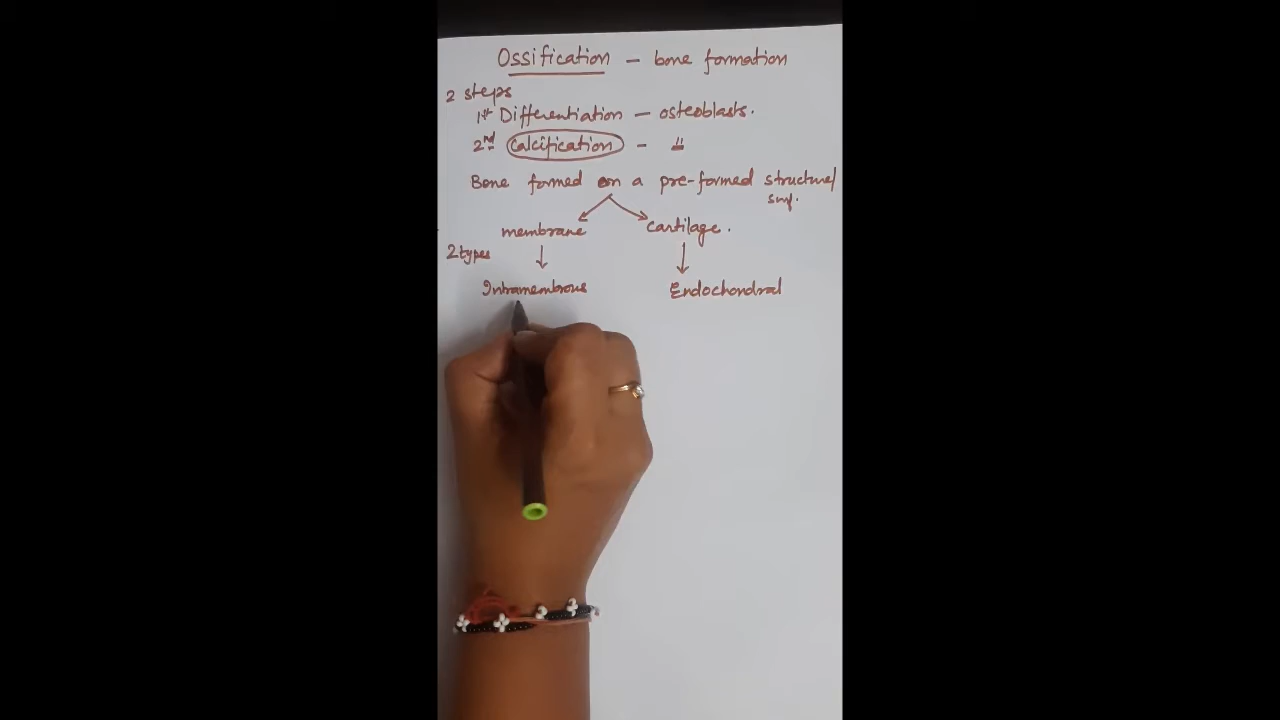 Ossification - bone formation
2 steps
1st Differentiation - osteoblasts.
2nd Calcification - "
Bone formed on a pre-formed structure/
surf.
membrane cartilage.
2 types
Intramembrous Endochondral